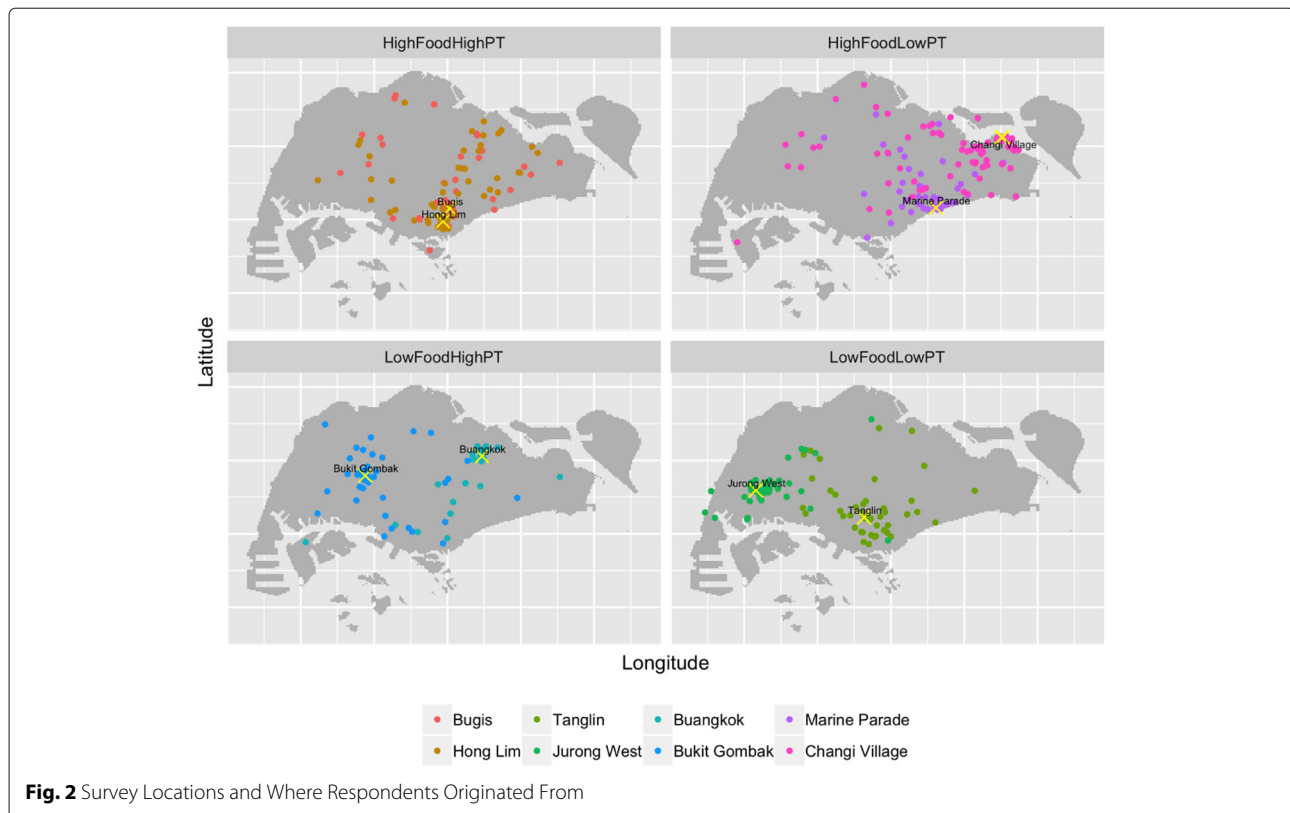 HighFoodHighPT
HighFoodLowPT
Changi Village
Bugis
Hong Lim
Marine Parade
Latitude
LowFoodHighPT
LowFoodLowPT
Buangkok
Bukit Gombak
Jurong West
Tanglin
Longitude
Bugis Tanglin Buangkok Marine Parade
Hong Lim Jurong West Bukit Gombak Changi Village
Fig. 2 Survey Locations and Where Respondents Originated From